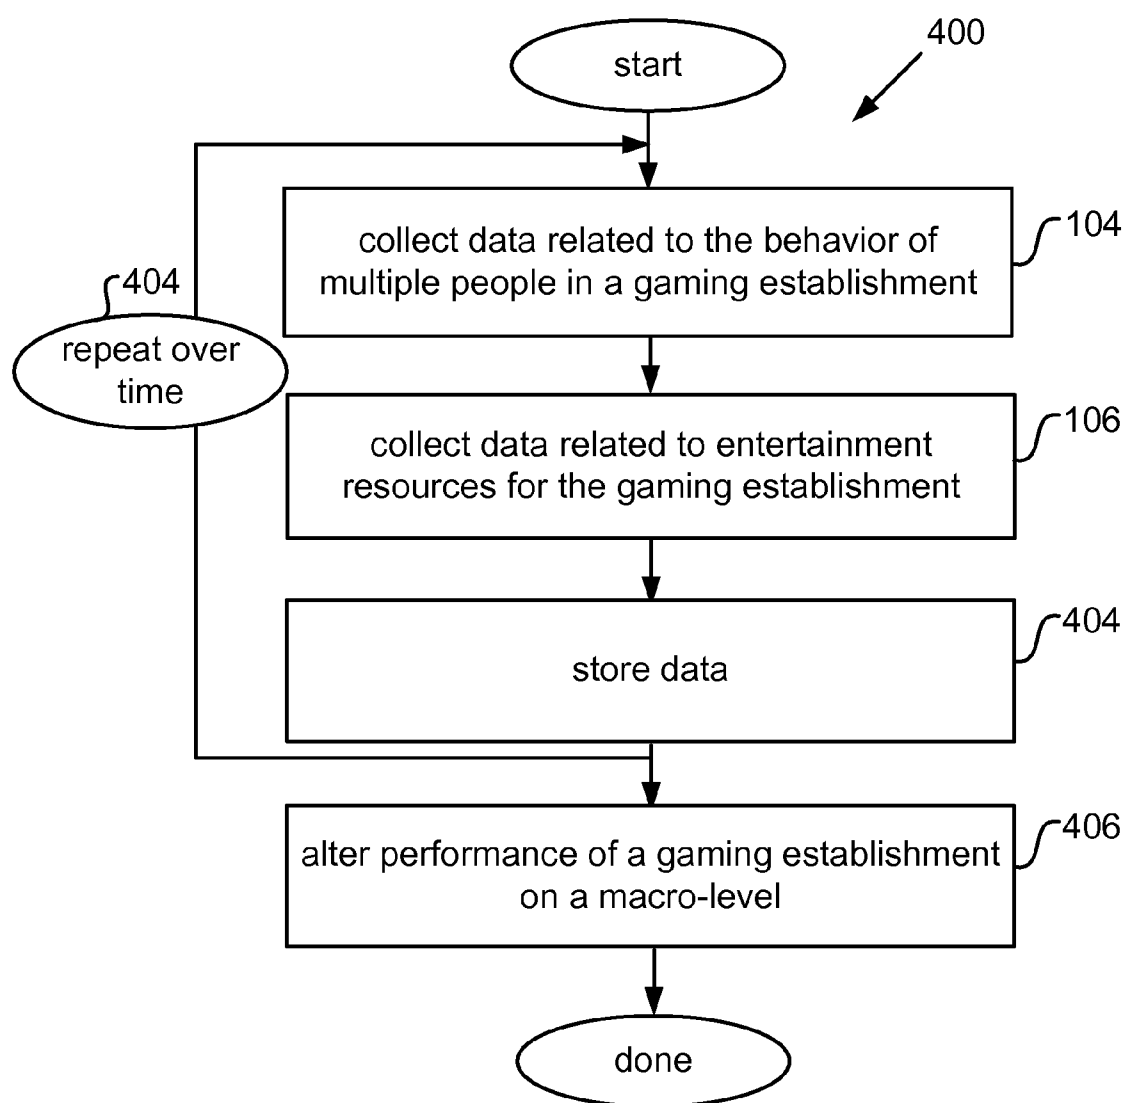 start
400
collect data related to the behavior of
multiple people in a gaming establishment
104
404
repeat over
time
collect data related to entertainment
resources for the gaming establishment
106
store data
404
alter performance of a gaming establishment
on a macro-level
406
done